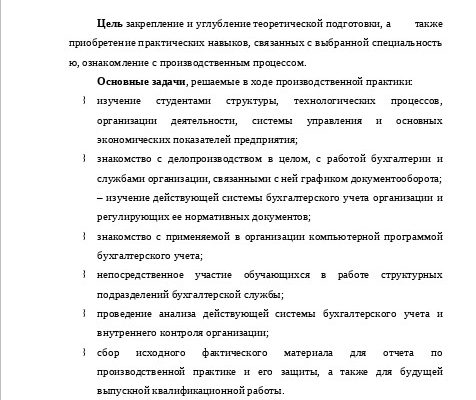 Цель закрепление и углубление теоретической подготовки, а также
приобретение практических навыков, связанных с выбранной специальность
ю, ознакомление с производственным процессом.
Основные задачи, решаемые в ходе производственной практики:
изучение студентами структуры, технологических процессов,
организации деятельности, системы управления и основных
экономических показателей предприятия;
знакомство с делопроизводством в целом, с работой бухгалтерии и
службами организации, связанными с ней графиком документооборота;
– изучение действующей системы бухгалтерского учета организации и
регулирующих ее нормативных документов;
знакомство с применяемой в организации компьютерной программой
бухгалтерского учета;
непосредственное участие обучающихся в работе структурных
подразделений бухгалтерской службы;
проведение анализа действующей системы бухгалтерского учета и
внутреннего контроля организации;
сбор исходного фактического материала для отчета по
производственной практике и его защиты, а также для будущей
выпускной квалификационной работы.